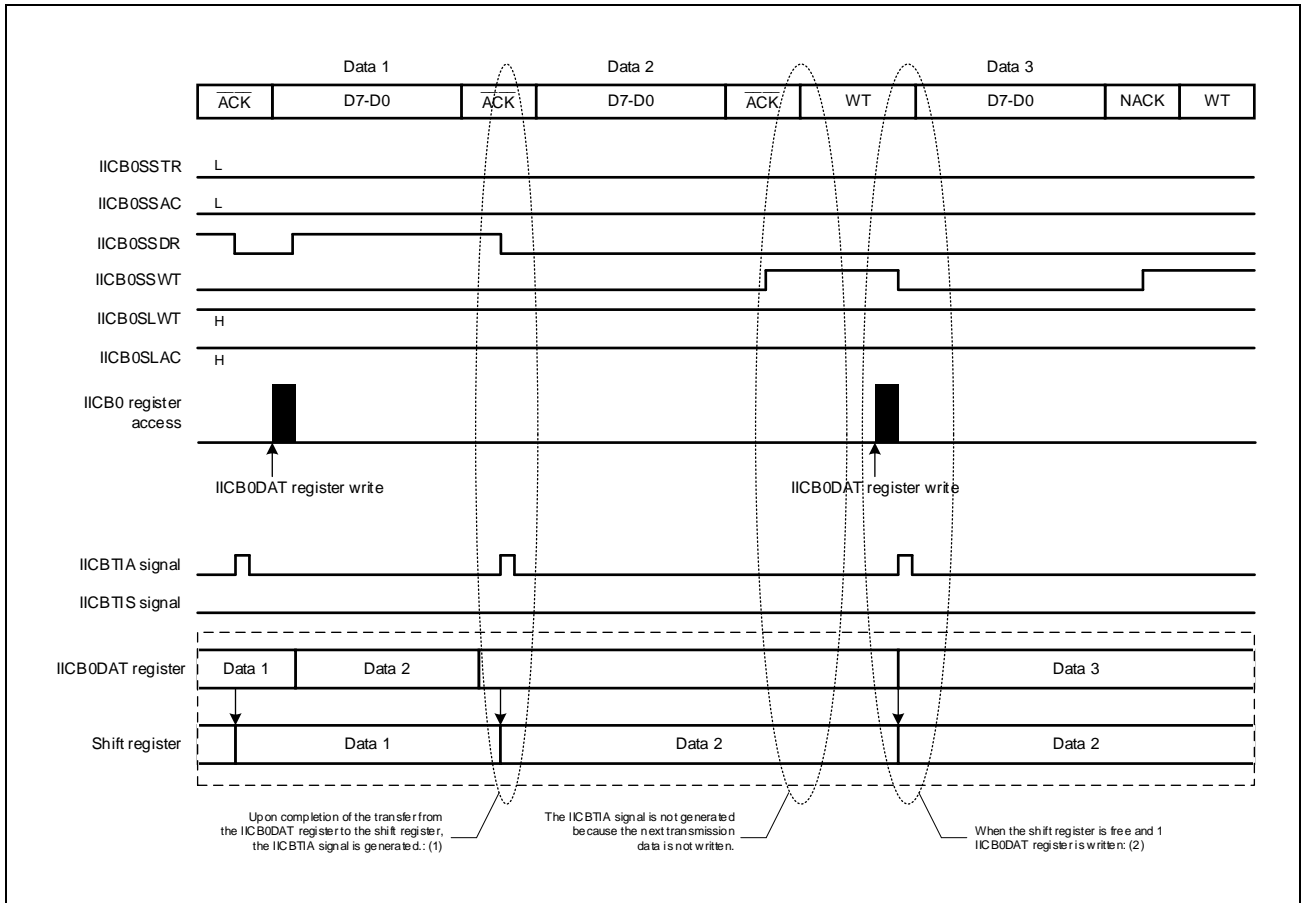 Data 1 Data 2 Data 3
ACK D7-D0 ACK D7-D0 ACK WT D7-D0 NACK WT
IICB0SSTR L
IICB0SSAC L
IICB0SSDR
IICB0SSWT
IICB0SLWT H
IICB0SLAC H
IICB0 register
access
IICB0DAT register write IICB0DAT register write
IICBTIA signal
IICBTIS signal
IICB0DAT register Data 1 Data 2 Data 3
Shift register Data 1 Data 2 Data 2
Upon completion of the transfer from
the IICB0DAT register to the shift register,
the IICBTIA signal is generated.: (1)
The IICBTIA signal is not generated
because the next transmission
data is not written.
When the shift register is free and 1
IICB0DAT register is written: (2)